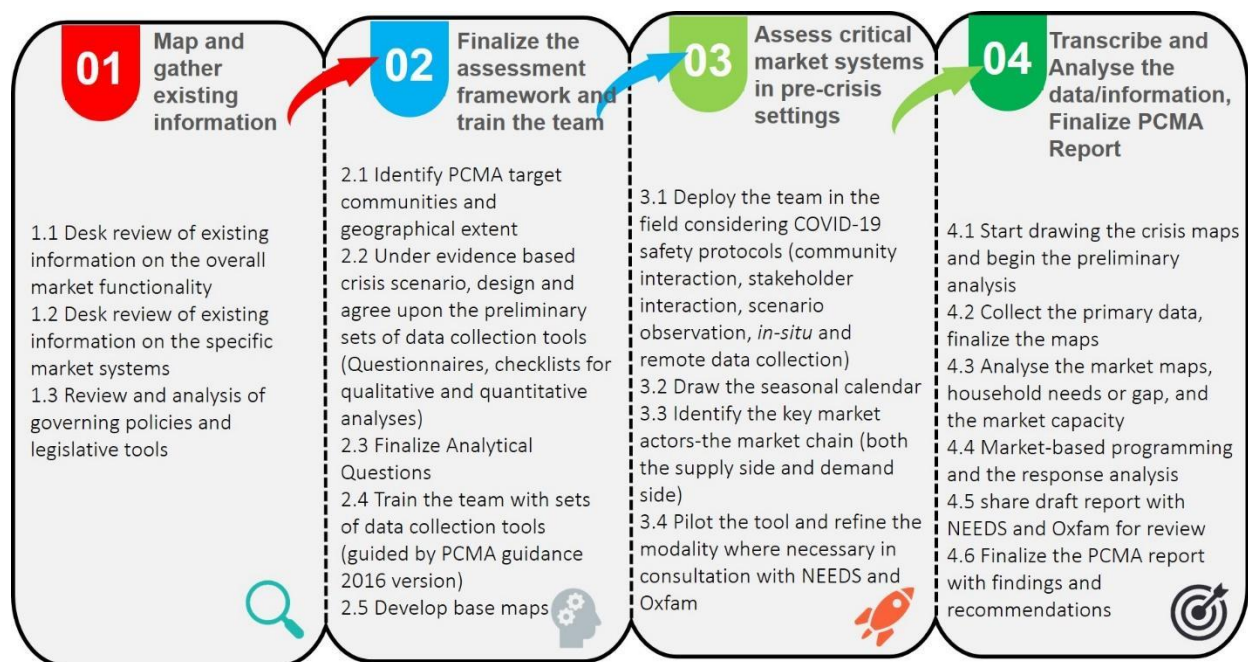 01
Map and
gather
existing
information
1.1 Desk review of existing
information on the overall
market functionality
1.2 Desk review of existing
information on the specific
market systems
1.3 Review and analysis of
governing policies and
legislative tools
02
Finalize the
assessment
framework and
train the team
2.1 Identify PCMA target
communities and
geographical extent
2.2 Under evidence based
crisis scenario, design and
agree upon the preliminary
sets of data collection tools
(Questionnaires, checklists for
qualitative and quantitative
analyses)
2.3 Finalize Analytical
Questions
2.4 Train the team with sets
of data collection tools
(guided by PCMA guidance
2016 version)
2.5 Develop base maps
03
Assess critical
market systems
in pre-crisis
settings
3.1 Deploy the team in the
field considering COVID-19
safety protocols (community
interaction, stakeholder
interaction, scenario
observation, in-situ and
remote data collection)
3.2 Draw the seasonal calendar
3.3 Identify the key market
actors-the market chain (both
the supply side and demand
side)
3.4 Pilot the tool and refine the
modality where necessary in
consultation with NEEDS and
Oxfam
04
Transcribe and
Analyse the
data/information,
Finalize PCMA
Report
4.1 Start drawing the crisis maps
and begin the preliminary
analysis
4.2 Collect the primary data,
finalize the maps
4.3 Analyse the market maps,
household needs or gap, and
the market capacity
4.4 Market-based programming
and the response analysis
4.5 share draft report with
NEEDS and Oxfam for review
4.6 Finalize the PCMA report
with findings and
recommendations